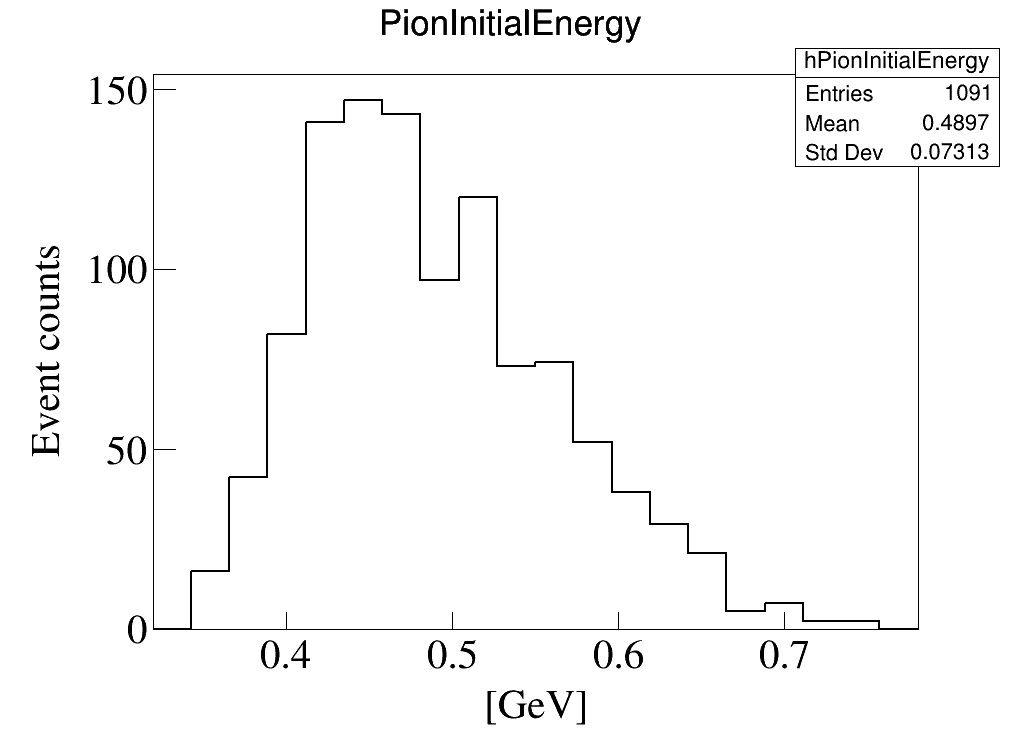 PionInitialEnergy
hPionInitialEnergy
Entries 1091
Mean 0.4897
Std Dev 0.07313
150
100
50
0
Event counts
0.4 0.5 0.6 0.7
[GeV]